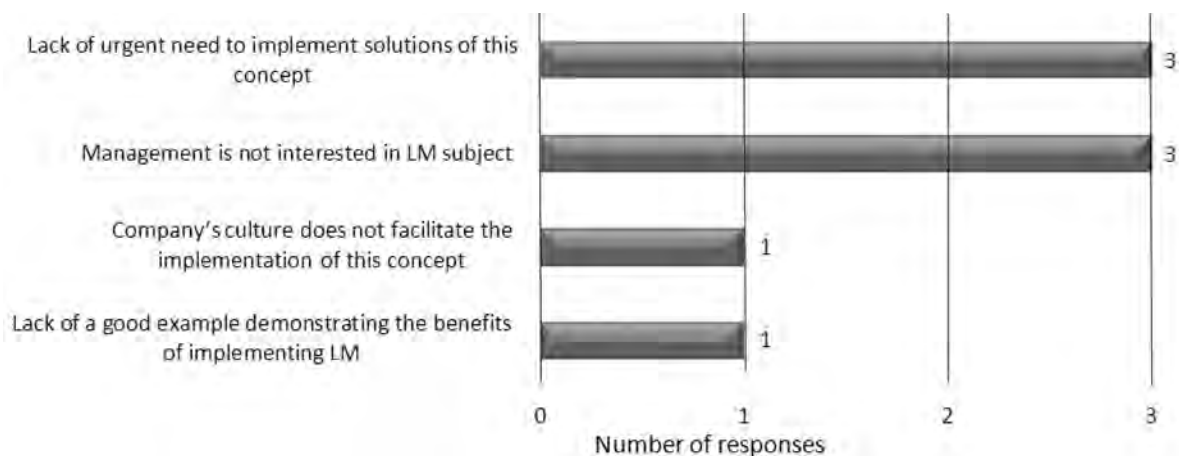 Lack of urgent need to implement solutions of this
concept
3
Management is not interested in LM subject
3
Company's culture does not facilitate the
implementation of this concept
1
Lack of a good example demonstrating the benefits
of implementing LM
1
0 1 2 3
Number of responses